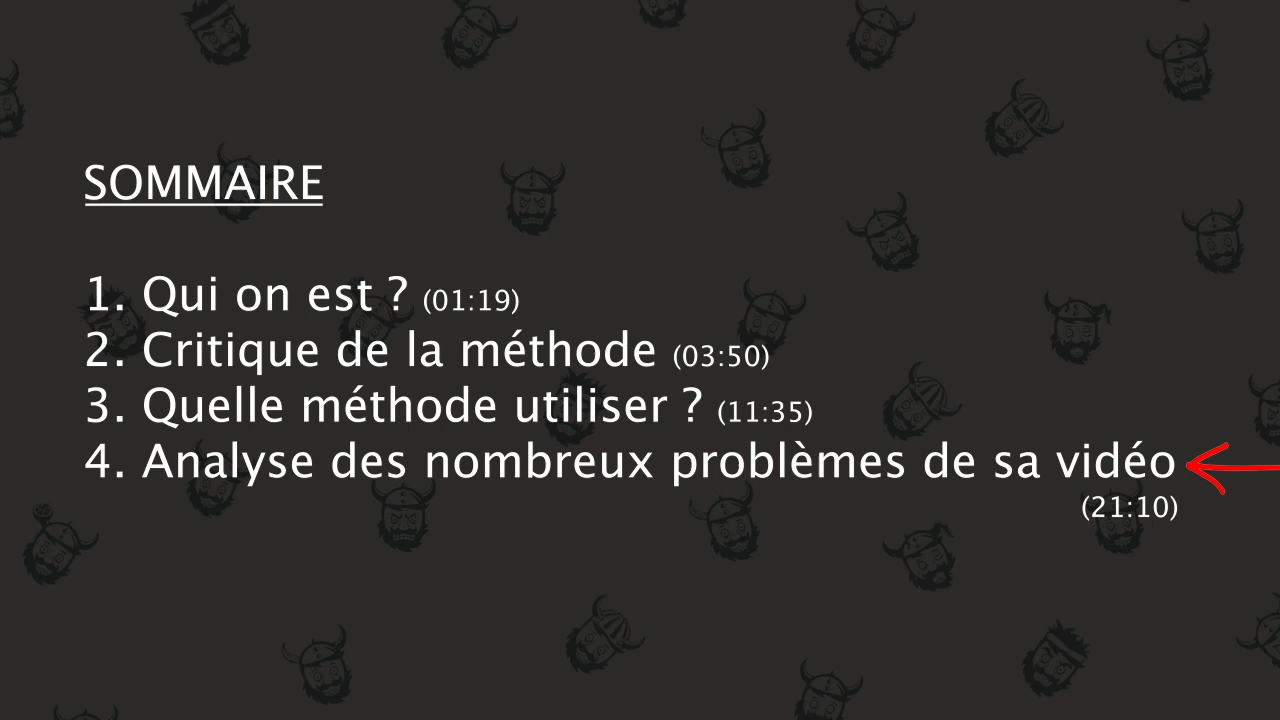 SOMMAIRE
1. Qui on est ? (01:19)
2. Critique de la méthode (03:50)
3. Quelle méthode utiliser ? (11:35)
4. Analyse des nombreux problèmes de sa vidéo
(21:10)